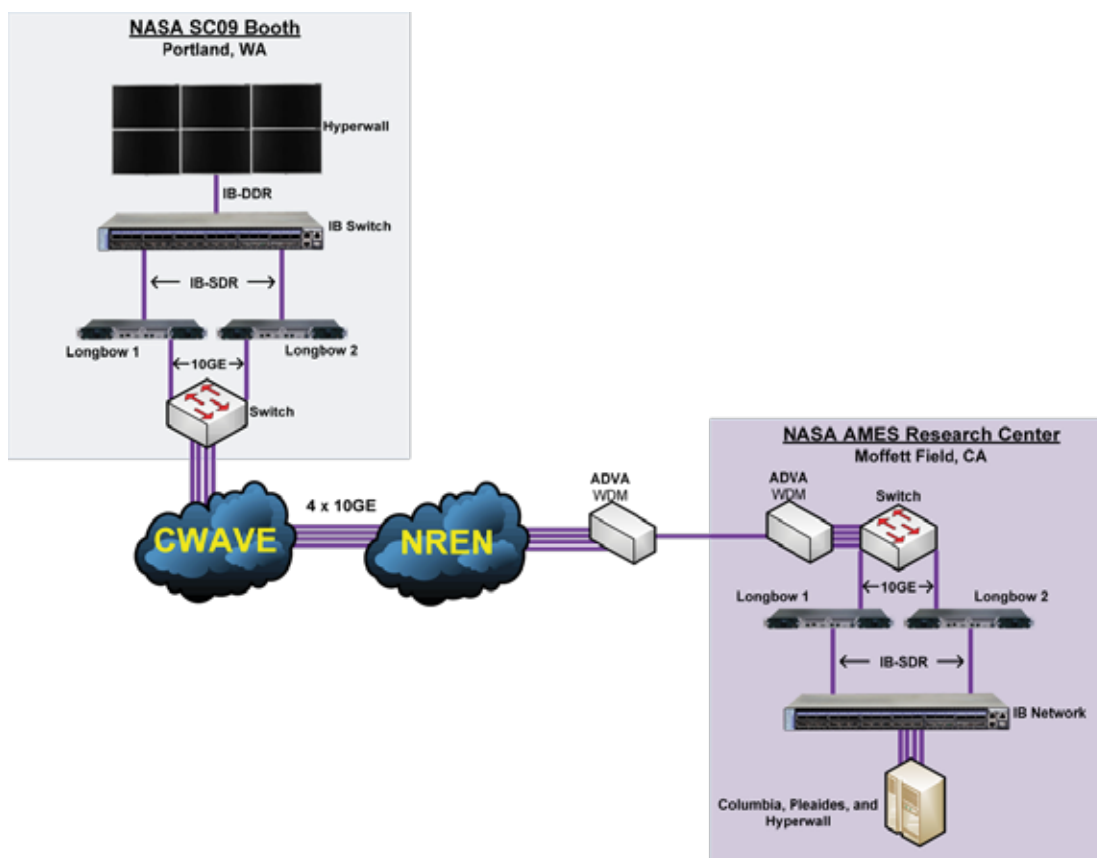 NASA SC09 Booth
Portland, WA
Hyperwall
IB-DDR
IB Switch
IB-SDR
Longbow 1
Longbow 2
10GE
Switch
CWAVE
4 x 10GE
NREN
ADVA
WDM
NASA AMES Research Center
Moffett Field, CA
ADVA
WDM
Switch
10GE
Longbow 1
Longbow 2
IB-SDR
IB Network
Columbia, Pleaides, and
Hyperwall